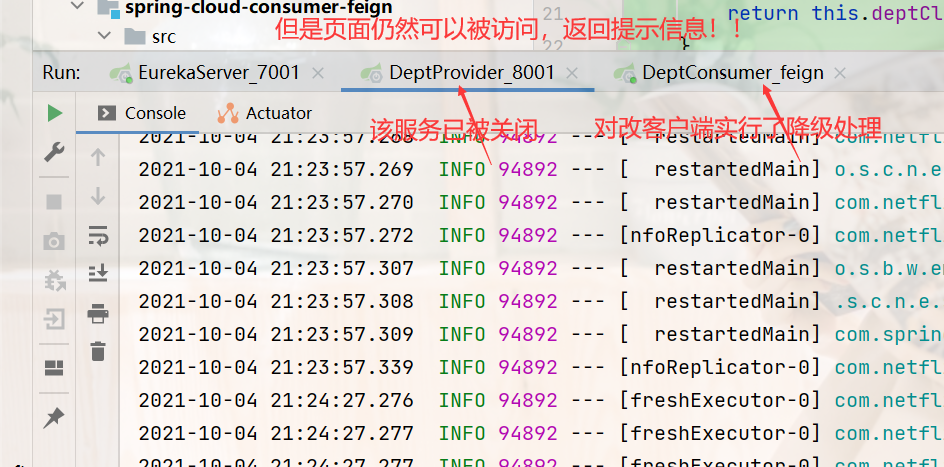 spring-cloud-consumer-feign
src
21
return this.deptCl
22
}
但是页面仍然可以被访问，返回提示信息！！
Run: EurekaServer_7001 × DeptProvider_8001 × DeptConsumer_feign ×
Console Actuator
该服务已被关闭
对改客户端实行了降级处理
2021-10-04 21:23:57.268 INFO 94892 --- [ restartedMain] com.netfl
2021-10-04 21:23:57.269 INFO 94892 --- [ restartedMain] o.s.c.n.e
2021-10-04 21:23:57.270 INFO 94892 --- [ restartedMain] com.netfl
2021-10-04 21:23:57.272 INFO 94892 --- [nfoReplicator-0] com.netfl
2021-10-04 21:23:57.307 INFO 94892 --- [ restartedMain] o.s.b.w.em
2021-10-04 21:23:57.308 INFO 94892 --- [ restartedMain] .s.c.n.e.
2021-10-04 21:23:57.309 INFO 94892 --- [ restartedMain] com.sprin
2021-10-04 21:23:57.339 INFO 94892 --- [nfoReplicator-0] com.netfl
2021-10-04 21:24:27.276 INFO 94892 --- [freshExecutor-0] com.netfl
2021-10-04 21:24:27.277 INFO 94892 --- [freshExecutor-0] com.netfl
2021-10-04 21:24:27.277 INFO 94892 --- [freshExecutor-0] com.netfl